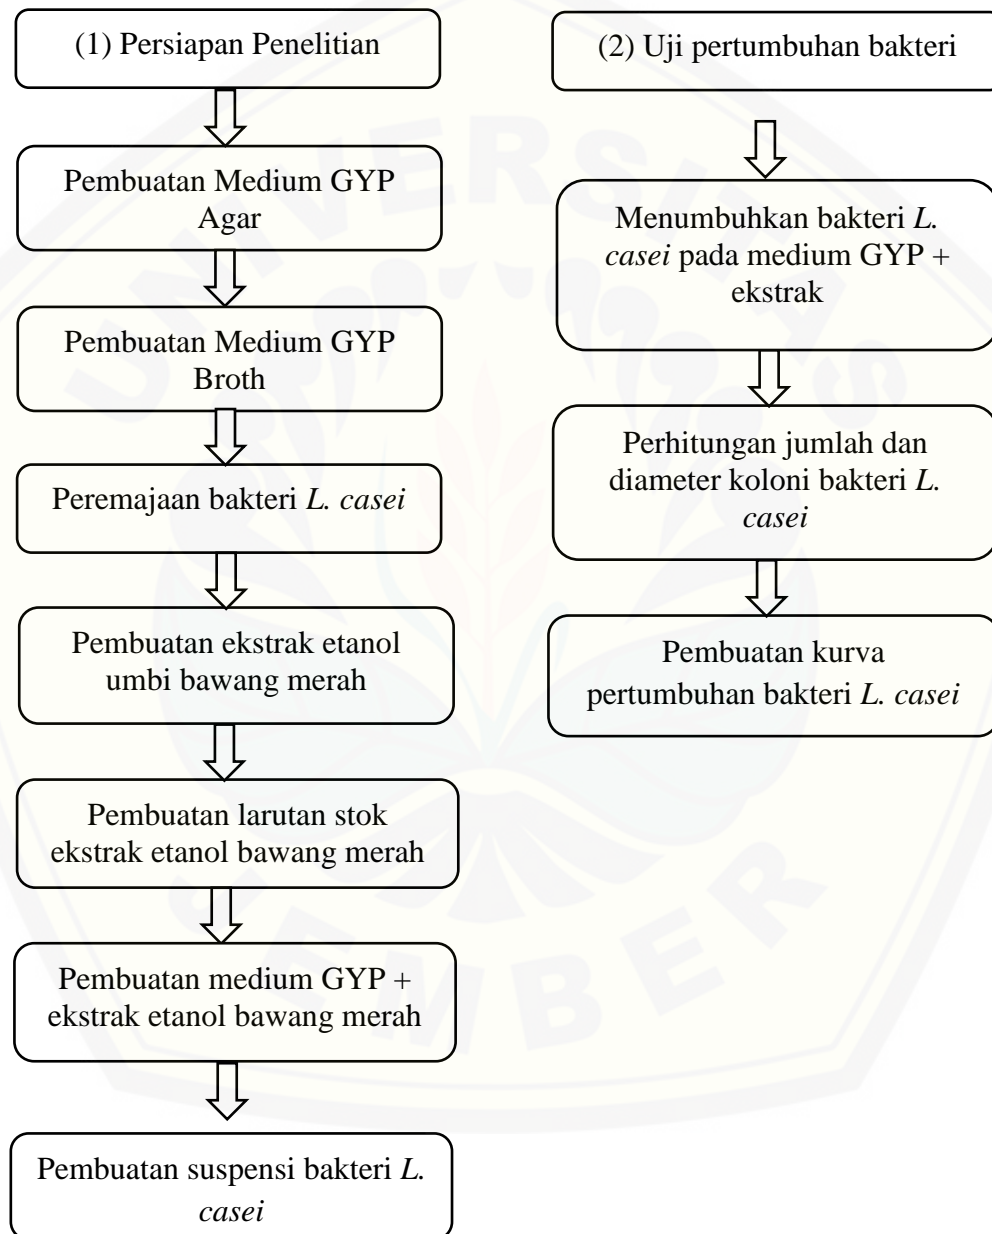 (1) Persiapan Penelitian
Pembuatan Medium GYP
Agar
Pembuatan Medium GYP
Broth
Peremajaan bakteri L. casei
Pembuatan ekstrak etanol
umbi bawang merah
Pembuatan larutan stok
ekstrak etanol bawang merah
Pembuatan medium GYP +
ekstrak etanol bawang merah
Pembuatan suspensi bakteri L.
casei
(2) Uji pertumbuhan bakteri
Menumbuhkan bakteri L.
casei pada medium GYP +
ekstrak
Perhitungan jumlah dan
diameter koloni bakteri L.
casei
Pembuatan kurva
pertumbuhan bakteri L. casei
UNIVERSITAS
JEMBER